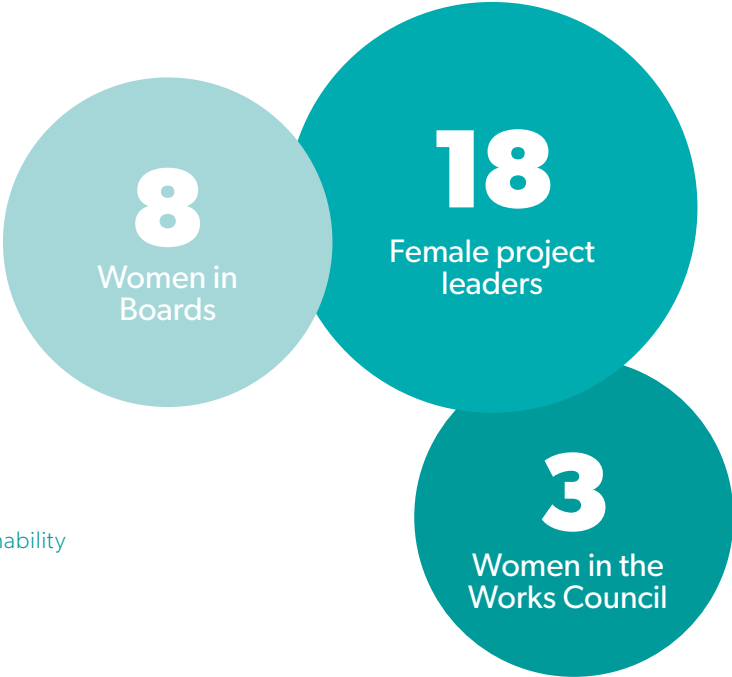 8
Women in
Boards
18
Female project
leaders
3
Women in the
Works Council